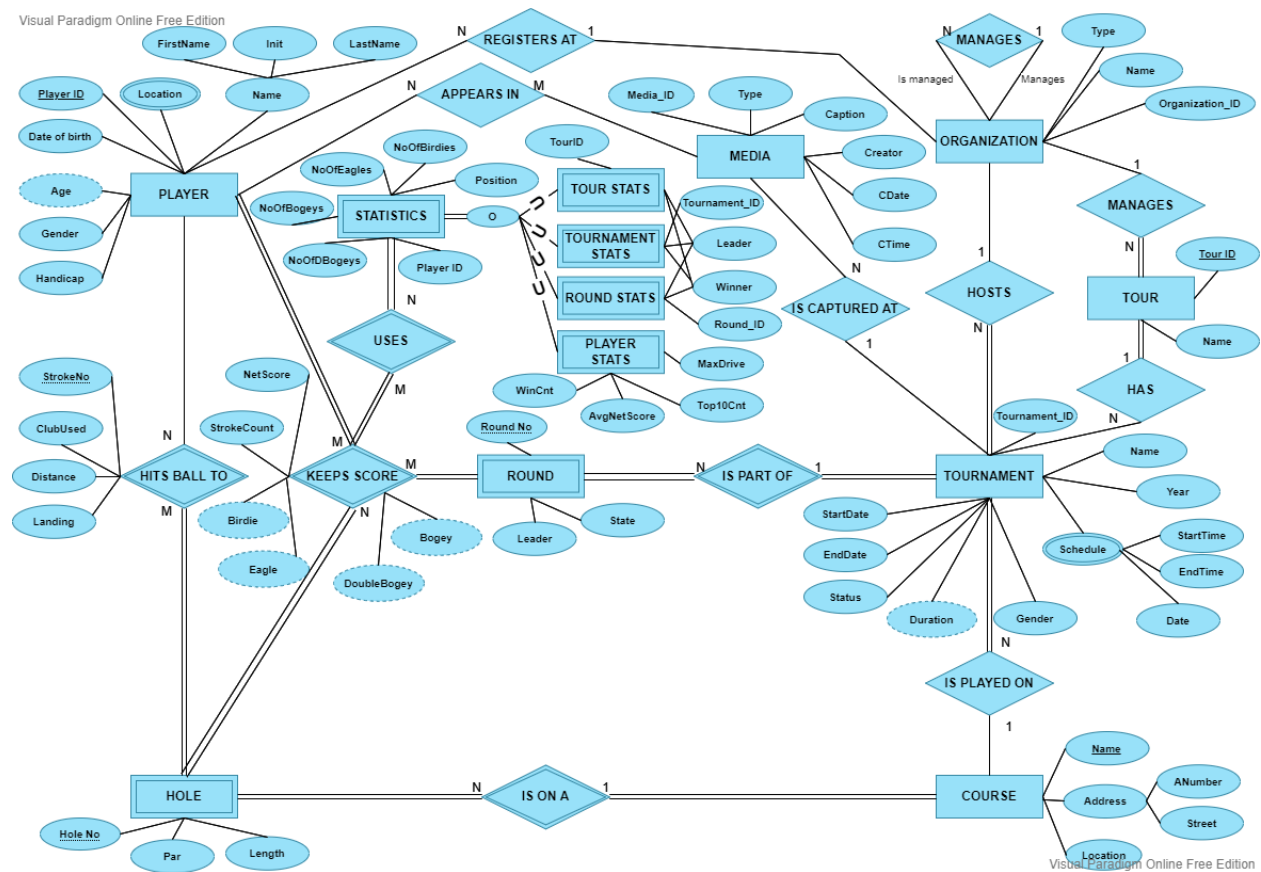 Visual Paradigm Online Free Edition
FirstName
Init
LastName
N
REGISTERS AT
1
N
MANAGES
1
Type
Is managed
Manages
Name
Organization_ID
Player ID
Location
Name
N
APPEARS IN
M
Media_ID
Type
Caption
Date of birth
NoOfBirdies
TourID
MEDIA
Creator
ORGANIZATION
NoOfEagles
Position
CDate
1
Age
PLAYER
TOUR STATS
Tournament_ID
MANAGES
NoOfBogeys
STATISTICS
O
CTime
Gender
TOURNAMENT
STATS
Leader
1
N
NoOfDBogeys
Player ID
N
Tour ID
Handicap
Winner
HOSTS
TOUR
N
ROUND STATS
IS CAPTURED AT
Round_ID
N
USES
PLAYER
STATS
1
Name
1
MaxDrive
StrokeNo
NetScore
WinCnt
Top10Cnt
HAS
M
AvgNetScore
Tournament_ID
N
ClubUsed
StrokeCount
Round No
N
M
M
Name
Distance
HITS BALL TO
KEEPS SCORE
ROUND
N
IS PART OF
1
TOURNAMENT
Year
Landing
M
Birdie
N
Bogey
Leader
State
StartDate
StartTime
EndDate
Schedule
EndTime
Eagle
DoubleBogey
Status
Duration
Gender
Date
N
IS PLAYED ON
1
Name
HOLE
N
IS ON A
1
COURSE
Address
ANumber
Street
Hole No
Par
Length
Location
Visual Paradigm Online Free Edition